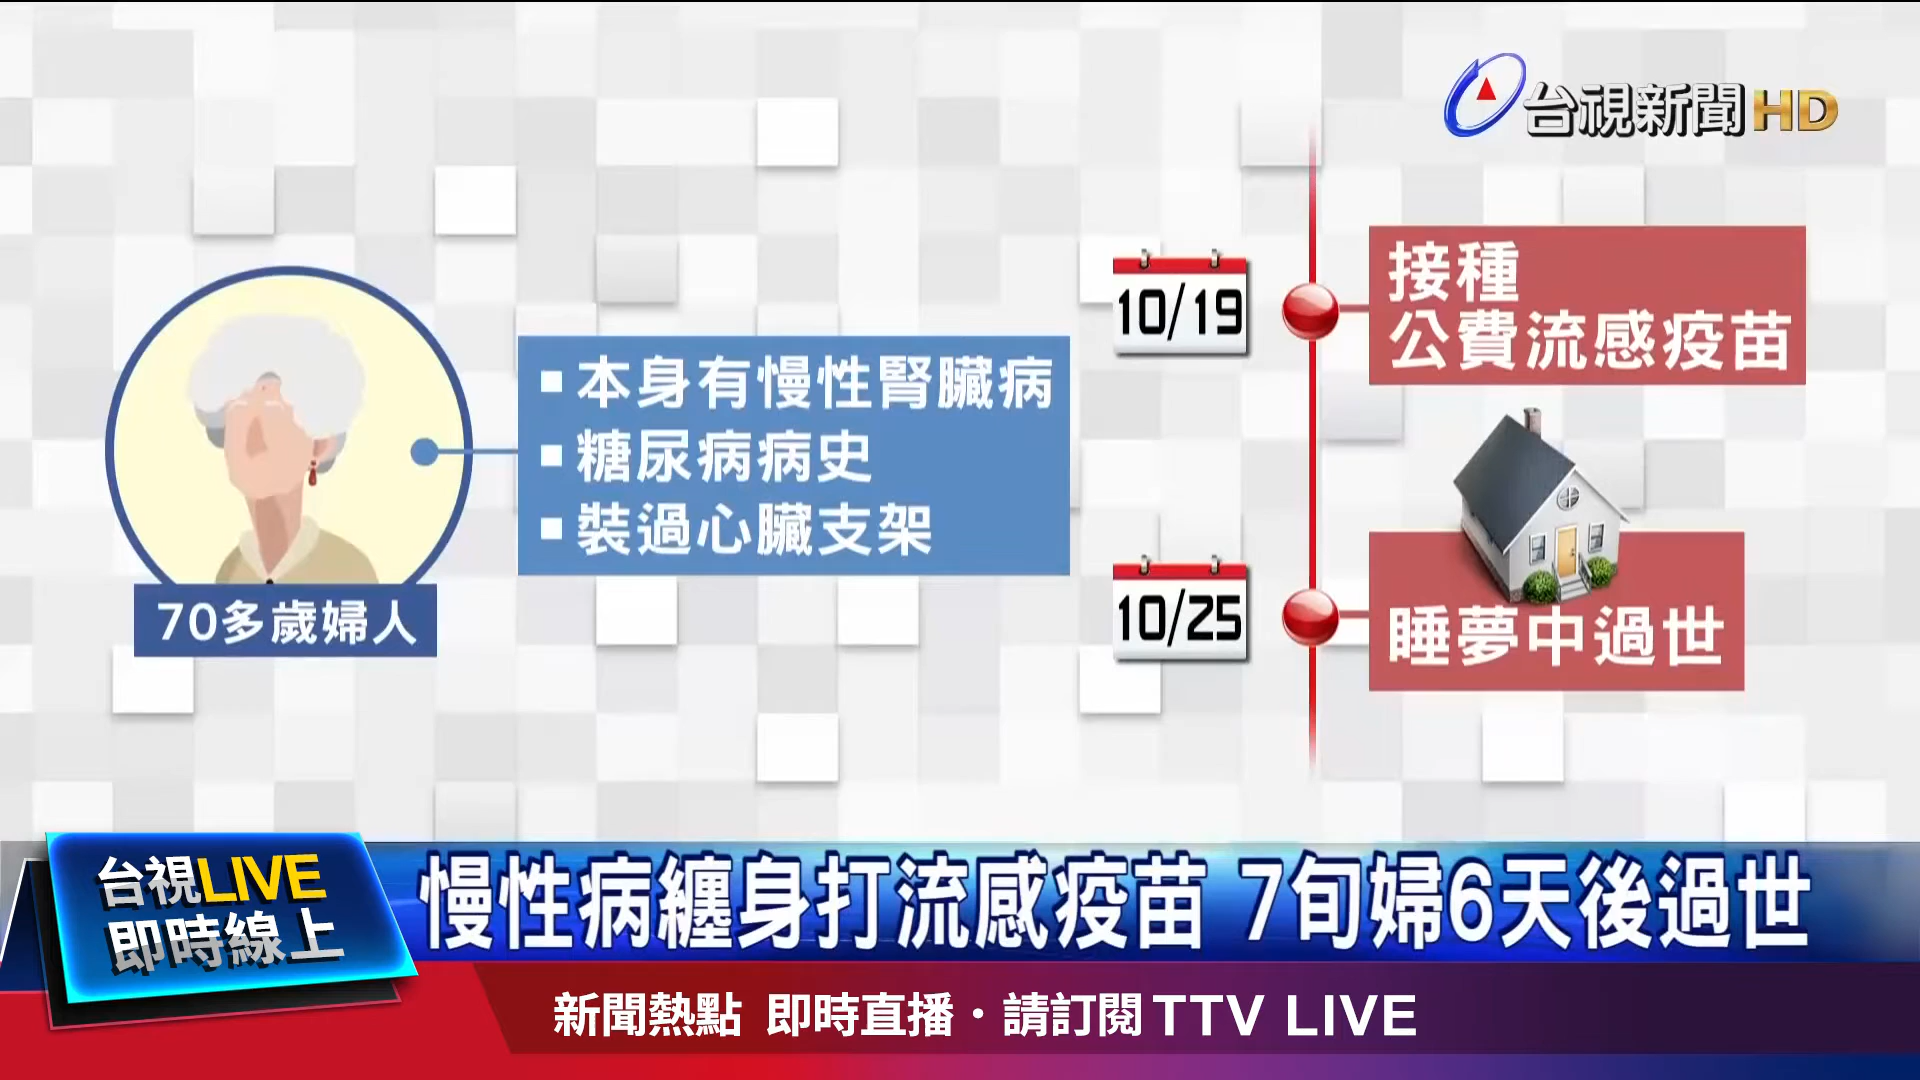 台視新聞HD
本身有慢性腎臟病
糖尿病病史
裝過心臟支架
70多歲婦人
10/19
接種
公費流感疫苗
10/25
睡夢中過世
台視LIVE
即時線上
慢性病纏身打流感疫苗 7旬婦6天後過世
新聞熱點 即時直播·請訂閱TTV LIVE